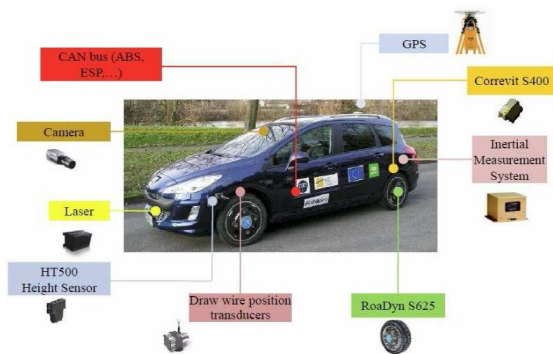 CAN bus (ABS,
ESP,…)
GPS
Correvit S400
Camera
Inertial
Measurement
System
Laser
HT500
Height Sensor
Draw wire position
transducers
RoaDyn S625